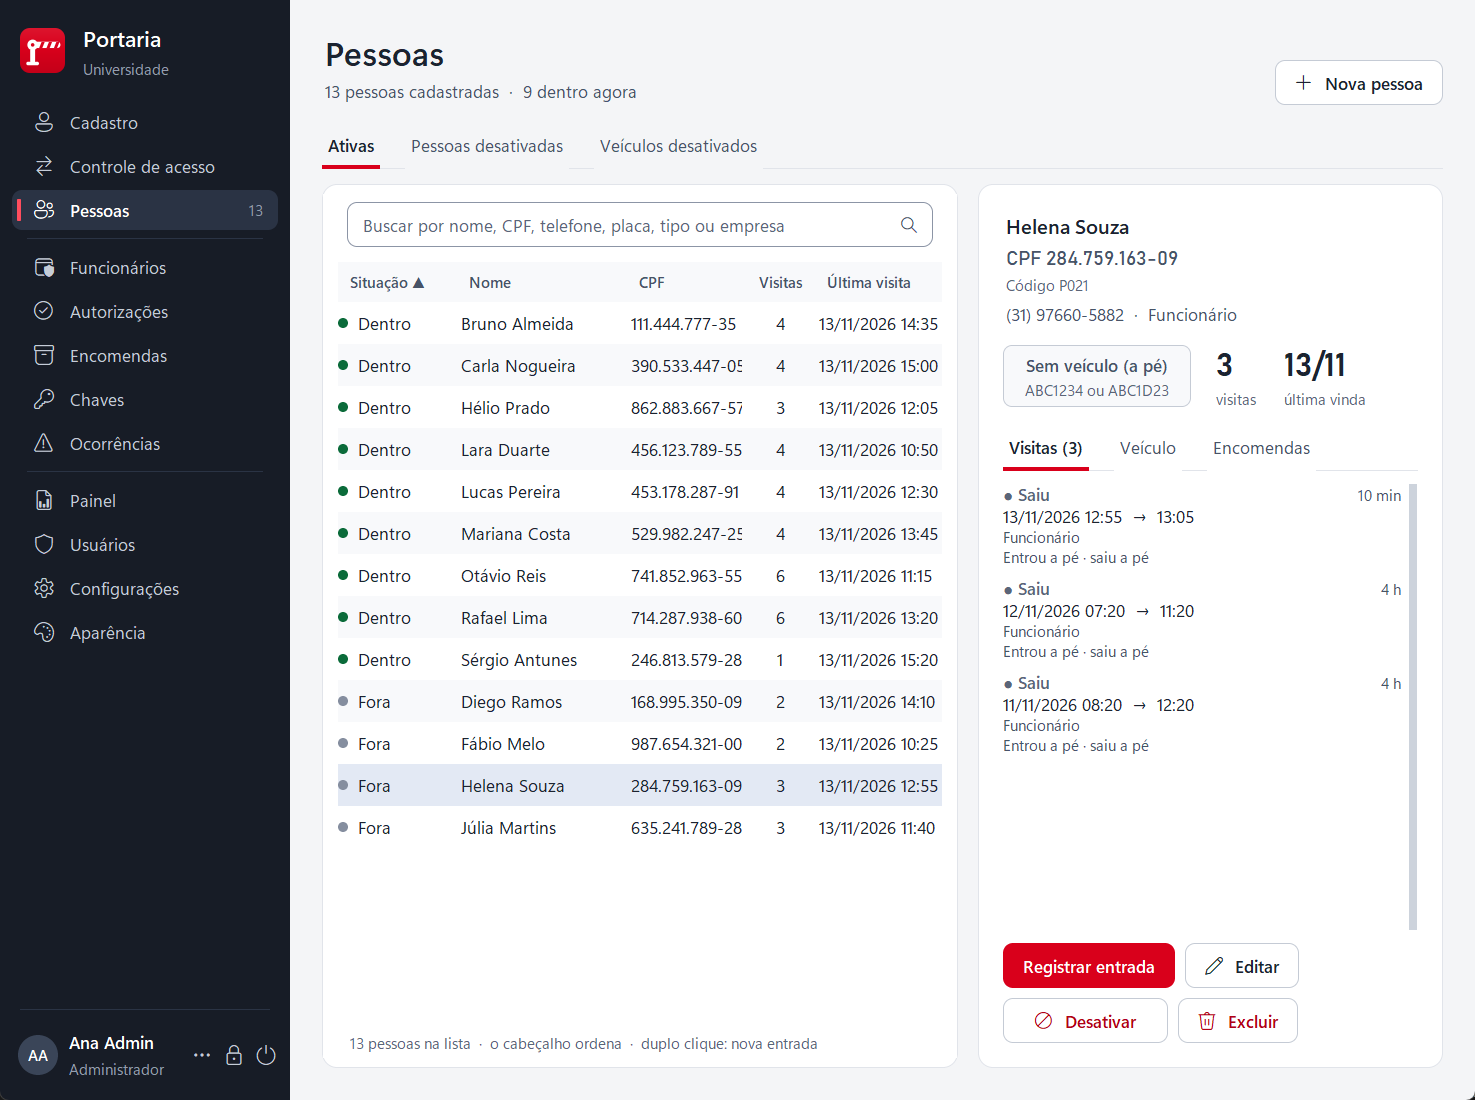 Portaria
Universidade
Cadastro
Controle de acesso
Pessoas 13
Funcionários
Autorizações
Encomendas
Chaves
Ocorrências
Painel
Usuários
Configurações
Aparência
AA
Ana Admin
Administrador
Pessoas
13 pessoas cadastradas · 9 dentro agora
+ Nova pessoa
Ativas Pessoas desativadas Veículos desativados
Buscar por nome, CPF, telefone, placa, tipo ou empresa
Situação ▲ Nome CPF Visitas Última visita
Dentro Bruno Almeida 111.444.777-35 4 13/11/2026 14:35
Dentro Carla Nogueira 390.533.447-05 4 13/11/2026 15:00
Dentro Hélio Prado 862.883.667-57 3 13/11/2026 12:05
Dentro Lara Duarte 456.123.789-55 4 13/11/2026 10:50
Dentro Lucas Pereira 453.178.287-91 4 13/11/2026 12:30
Dentro Mariana Costa 529.982.247-25 4 13/11/2026 13:45
Dentro Otávio Reis 741.852.963-55 6 13/11/2026 11:15
Dentro Rafael Lima 714.287.938-60 6 13/11/2026 13:20
Dentro Sérgio Antunes 246.813.579-28 1 13/11/2026 15:20
Fora Diego Ramos 168.995.350-09 2 13/11/2026 14:10
Fora Fábio Melo 987.654.321-00 2 13/11/2026 10:25
Fora Helena Souza 284.759.163-09 3 13/11/2026 12:55
Fora Júlia Martins 635.241.789-28 3 13/11/2026 11:40
13 pessoas na lista · o cabeçalho ordena · duplo clique: nova entrada
Helena Souza
CPF 284.759.163-09
Código P021
(31) 97660-5882 · Funcionário
Sem veículo (a pé)
ABC1234 ou ABC1D23
3
visitas
13/11
última vinda
Visitas (3) Veículo Encomendas
● Saiu 10 min
13/11/2026 12:55 → 13:05
Funcionário
Entrou a pé · saiu a pé
● Saiu 4 h
12/11/2026 07:20 → 11:20
Funcionário
Entrou a pé · saiu a pé
● Saiu 4 h
11/11/2026 08:20 → 12:20
Funcionário
Entrou a pé · saiu a pé
Registrar entrada Editar
Desativar Excluir